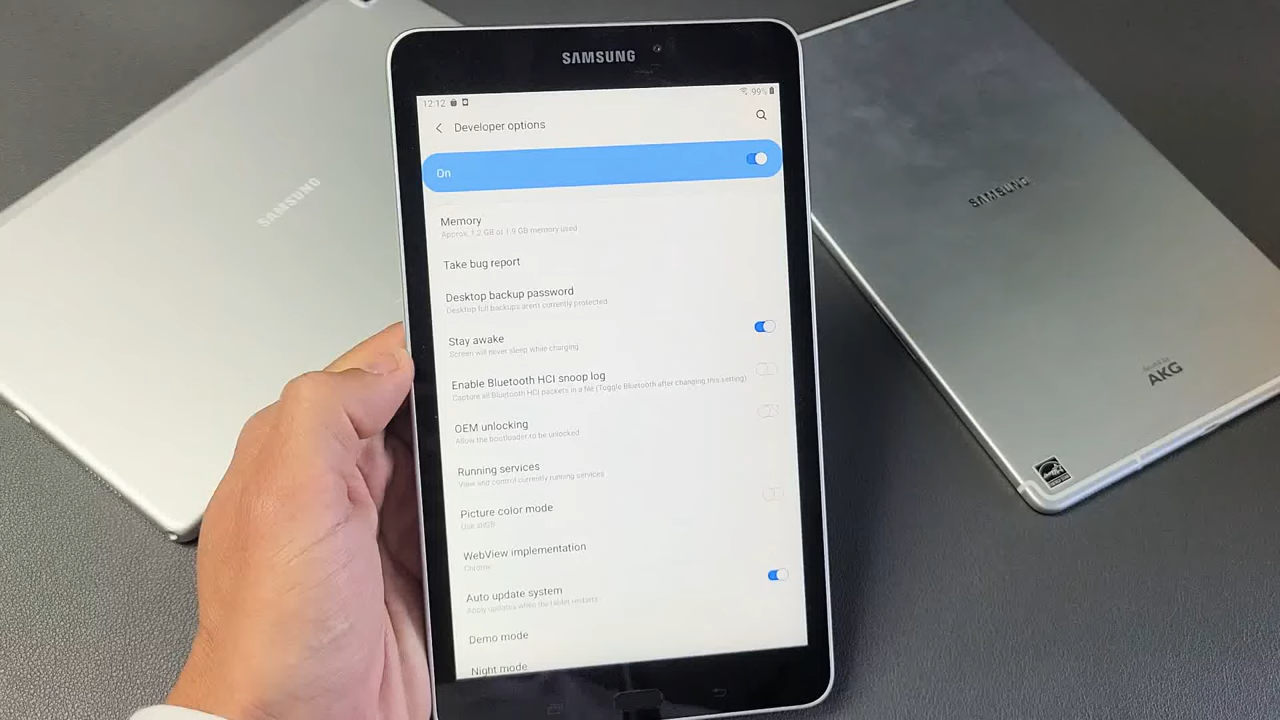 SAMSUNG
12:12
99%
Developer options
On
Memory
Approx. 1.2 GB of 1.9 GB memory used
Take bug report
Desktop backup password
Desktop full backups aren't currently protected
Stay awake
Screen will never sleep while charging
Enable Bluetooth HCI snoop log
Capture all Bluetooth HCI packets in a file (Toggle Bluetooth after changing this setting)
OEM unlocking
Allow the bootloader to be unlocked
Running services
View and control currently running services
Picture color mode
Use sRGB
WebView implementation
Chrome
Auto update system
Apply updates when the tablet restarts
Demo mode
Night mode
SAMSUNG
SAMSUNG
AKG